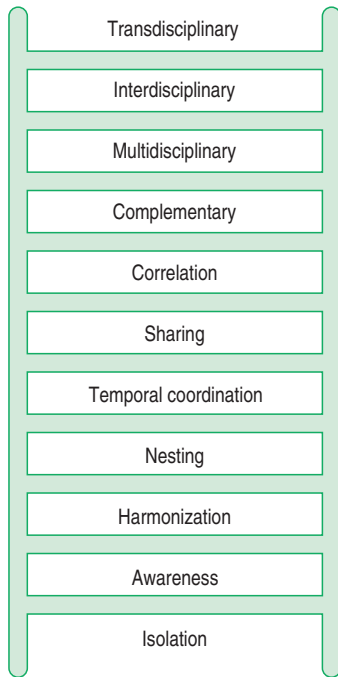 Transdisciplinary
Interdisciplinary
Multidisciplinary
Complementary
Correlation
Sharing
Temporal coordination
Nesting
Harmonization
Awareness
Isolation